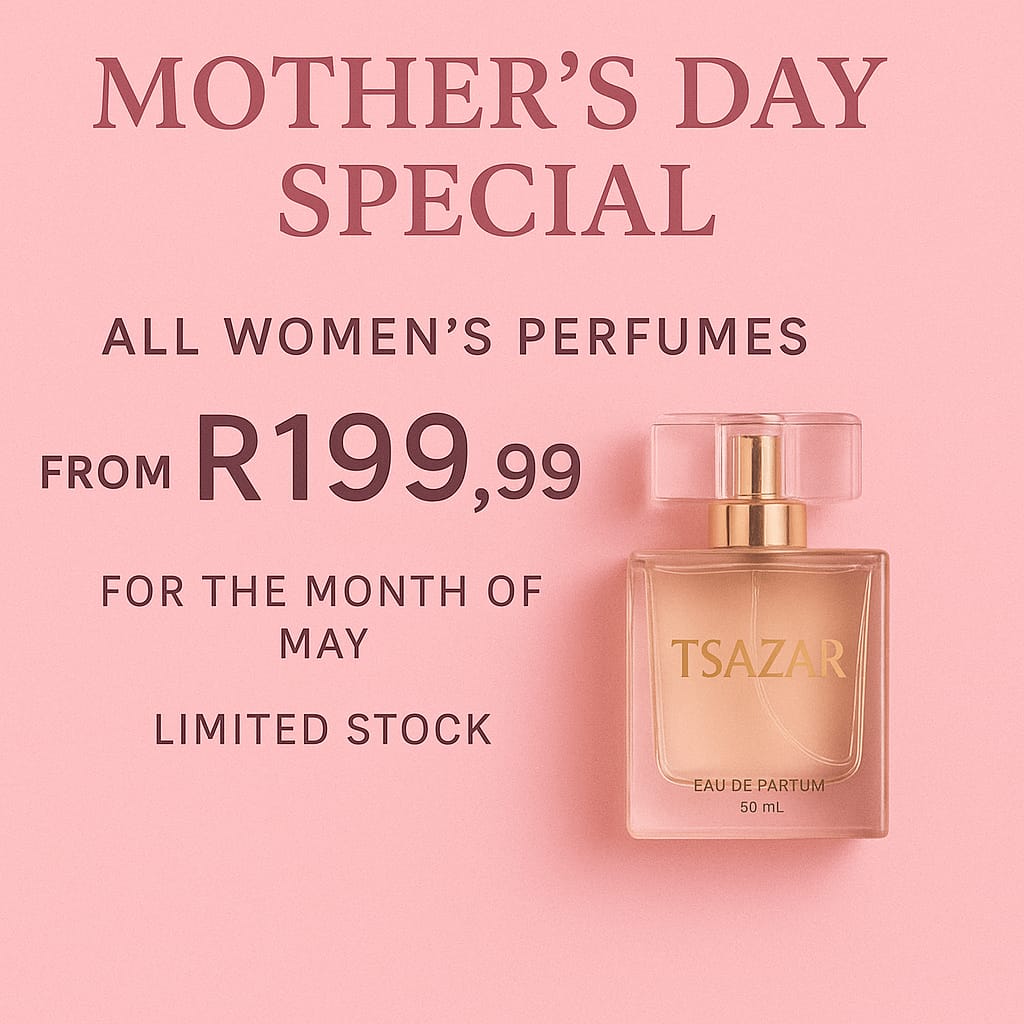 MOTHER’S DAY
SPECIAL
ALL WOMEN’S PERFUMES
FROM R199,99
FOR THE MONTH OF
MAY
LIMITED STOCK
TSAZAR
EAU DE PARTUM
50 mL